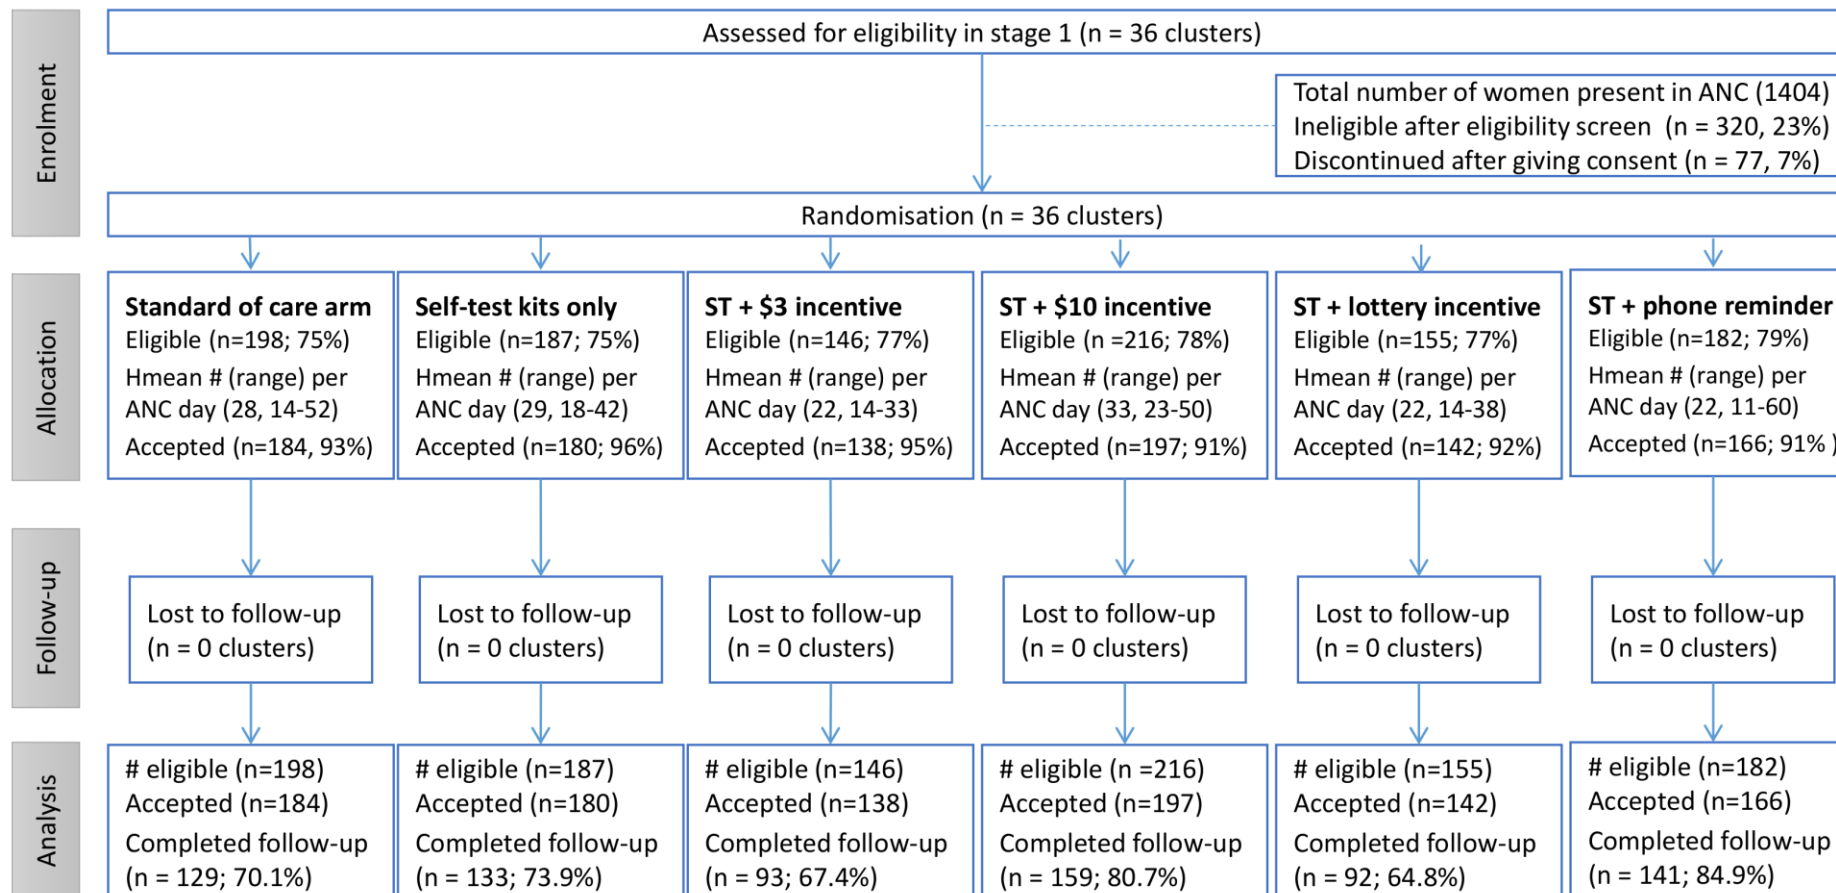 Enrolment
Assessed for eligibility in stage 1 (n = 36 clusters)
Total number of women present in ANC (1404)
Ineligible after eligibility screen (n = 320, 23%)
Discontinued after giving consent (n = 77, 7%)
Randomisation (n = 36 clusters)
Allocation
Standard of care arm
Eligible (n=198; 75%)
Hmean # (range) per
ANC day (28, 14-52)
Accepted (n=184, 93%)
Self-test kits only
Eligible (n=187; 75%)
Hmean # (range) per
ANC day (29, 18-42)
Accepted (n=180; 96%)
ST + $3 incentive
Eligible (n=146; 77%)
Hmean # (range) per
ANC day (22, 14-33)
Accepted (n=138; 95%)
ST + $10 incentive
Eligible (n =216; 78%)
Hmean # (range) per
ANC day (33, 23-50)
Accepted (n=197; 91%)
ST + lottery incentive
Eligible (n=155; 77%)
Hmean # (range) per
ANC day (22, 14-38)
Accepted (n=142; 92%)
ST + phone reminder
Eligible (n=182; 79%)
Hmean # (range) per
ANC day (22, 11-60)
Accepted (n=166; 91% )
Follow-up
Lost to follow-up
(n = 0 clusters)
Lost to follow-up
(n = 0 clusters)
Lost to follow-up
(n = 0 clusters)
Lost to follow-up
(n = 0 clusters)
Lost to follow-up
(n = 0 clusters)
Lost to follow-up
(n = 0 clusters)
Analysis
# eligible (n=198)
Accepted (n=184)
Completed follow-up
(n = 129; 70.1%)
# eligible (n=187)
Accepted (n=180)
Completed follow-up
(n = 133; 73.9%)
# eligible (n=146)
Accepted (n=138)
Completed follow-up
(n = 93; 67.4%)
# eligible (n =216)
Accepted (n=197)
Completed follow-up
(n = 159; 80.7%)
# eligible (n=155)
Accepted (n=142)
Completed follow-up
(n = 92; 64.8%)
# eligible (n=182)
Accepted (n=166)
Completed follow-up
(n = 141; 84.9%)